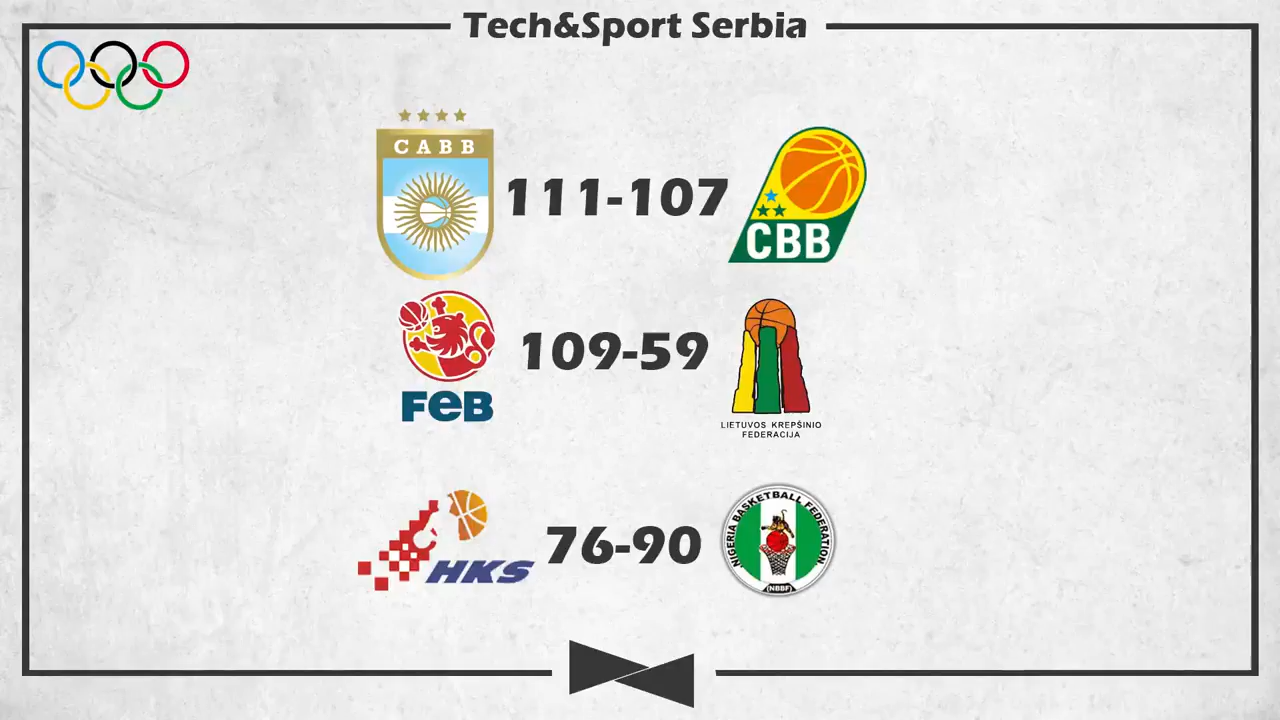 Tech&Sport Serbia
CABB
111-107
CBB
FeB
109-59
LIETUVOS KREPŠINIO
FEDERACIJA
HKS
76-90
NIGERIA BASKETBALL FEDERATION
(NBBF)